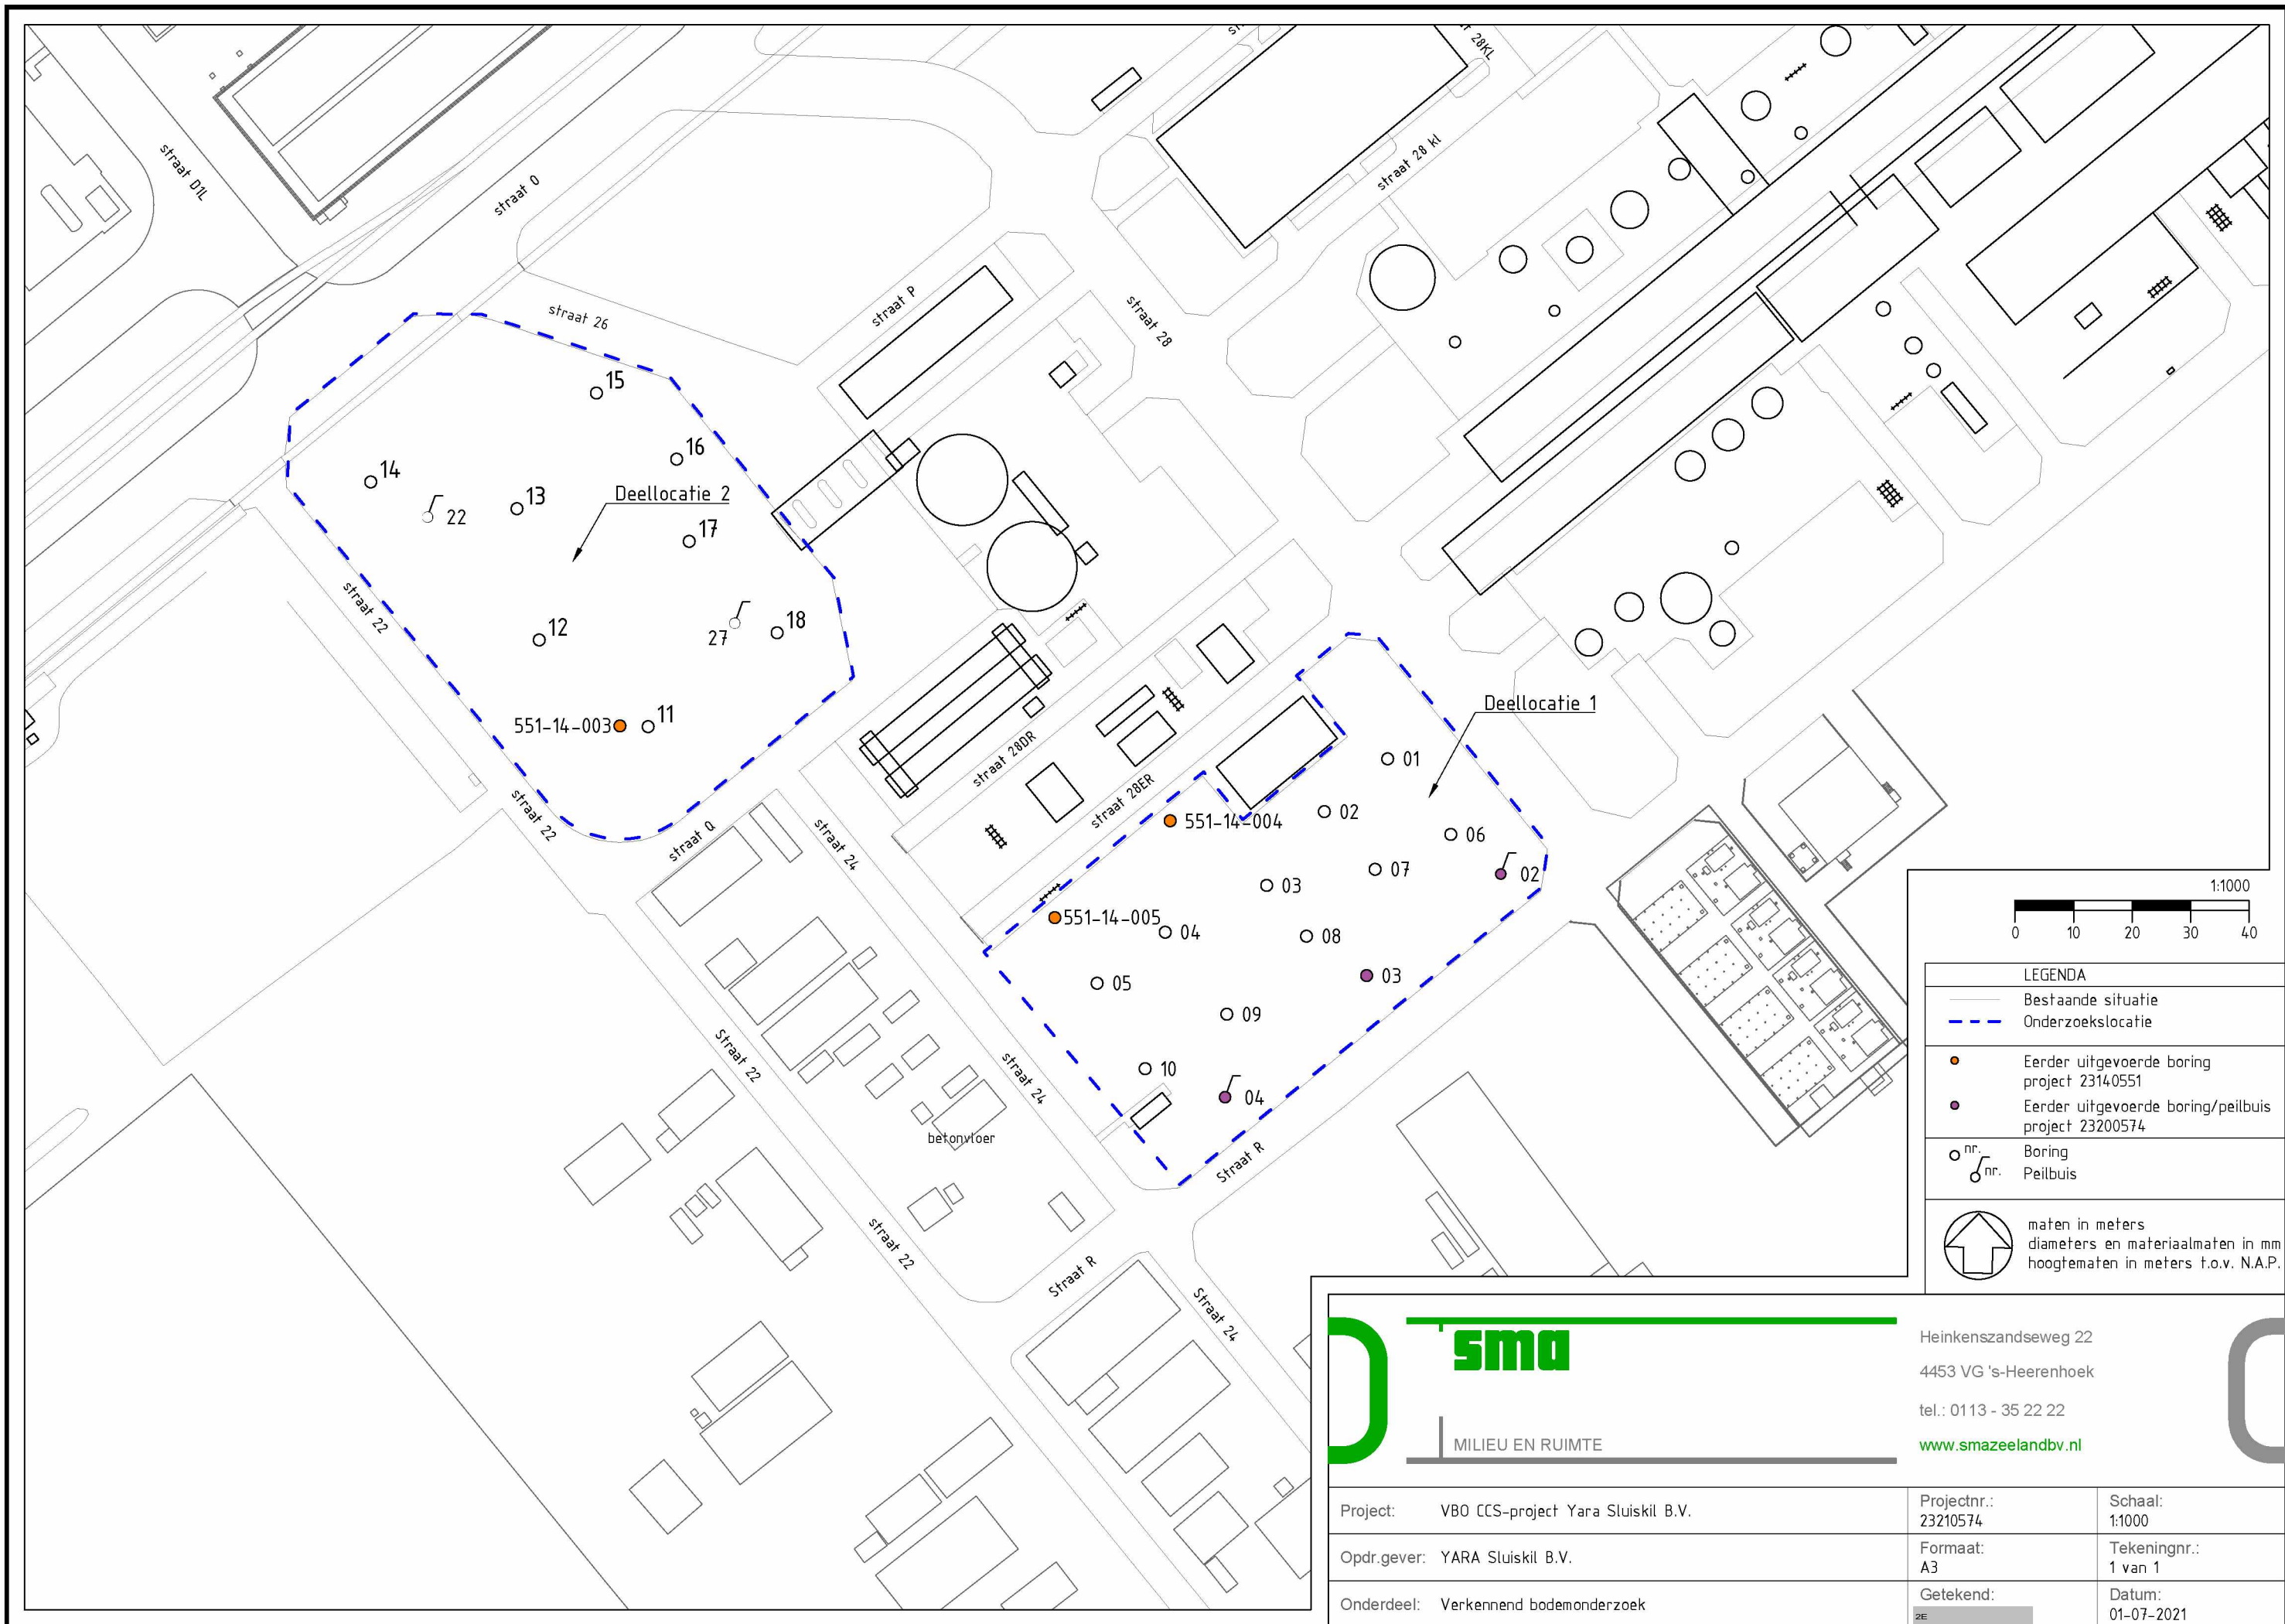 straat D1L
straat O
straat 28KL
straat 28 kl
straat 26
straat P
straat 28
15
16
14
22
13
Deellocatie 2
17
straat 22
12
27
18
551-14-003
11
straat 22
straat Q
straat 24
straat 28DR
straat 28ER
Deellocatie 1
01
02
551-14-004
06
07
02
03
551-14-005
04
08
03
05
09
10
04
straat 24
Straat 22
betonvloer
Straat R
straat 22
Straat R
Straat 24
1:1000
0 10 20 30 40
LEGENDA
Bestaande situatie
Onderzoekslocatie
Eerder uitgevoerde boring
project 23140551
Eerder uitgevoerde boring/peilbuis
project 23200574
nr. Boring
nr. Peilbuis
maten in meters
diameters en materiaalmaten in mm
hoogtematen in meters t.o.v. N.A.P.
sma
MILIEU EN RUIMTE
Heinkenszandseweg 22
4453 VG 's-Heerenhoek
tel.: 0113 - 35 22 22
www.smazeelandbv.nl
Project: VBO CCS-project Yara Sluiskil B.V.
Projectnr.:
23210574
Schaal:
1:1000
Opdr.gever: YARA Sluiskil B.V.
Formaat:
A3
Tekeningnr.:
1 van 1
Onderdeel: Verkennend bodemonderzoek
Getekend:
2E
Datum:
01-07-2021